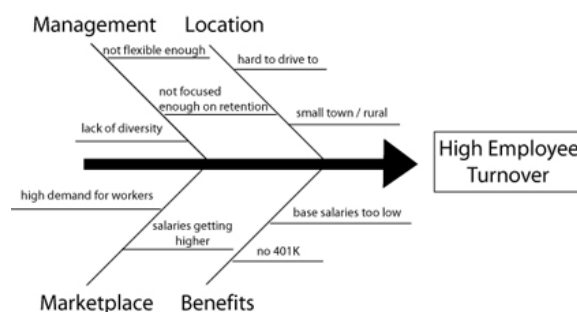 Management
Location
not flexible enough
hard to drive to
not focused
enough on retention
small town / rural
lack of diversity
High Employee
Turnover
high demand for workers
base salaries too low
salaries getting
higher
no 401K
Marketplace
Benefits